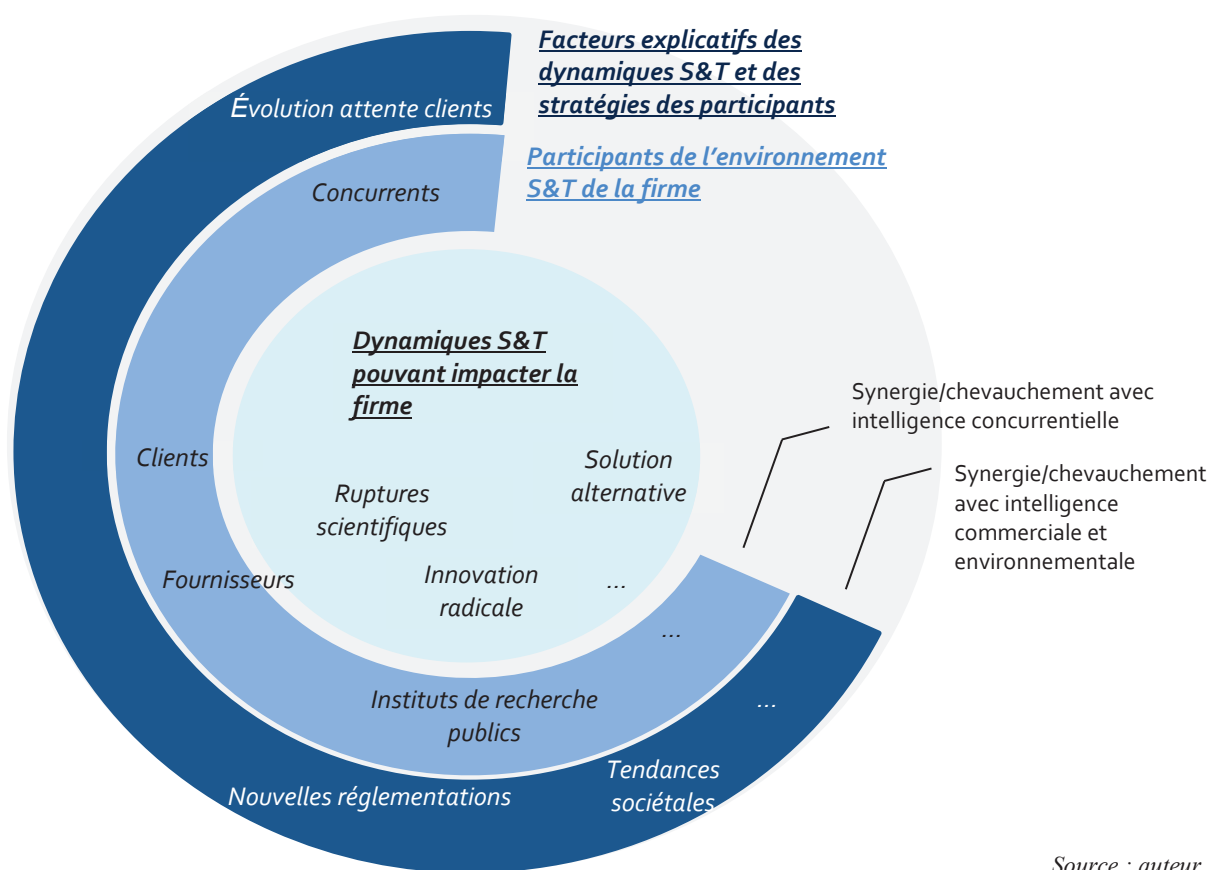 Facteurs explicatifs des
dynamiques S&T et des
stratégies des participants
Évolution attente clients
Participants de l'environnement
S&T de la firme
Concurrents
Dynamiques S&T
pouvant impacter la
firme
Synergie/chevauchement avec
intelligence concurrentielle
Clients
Solution
alternative
Synergie/chevauchement
avec intelligence
commerciale et
environnementale
Ruptures
scientifiques
Fournisseurs
Innovation
radicale
...
...
Instituts de recherche
publics
...
Tendances
sociétales
Nouvelles réglementations
Source : auteur